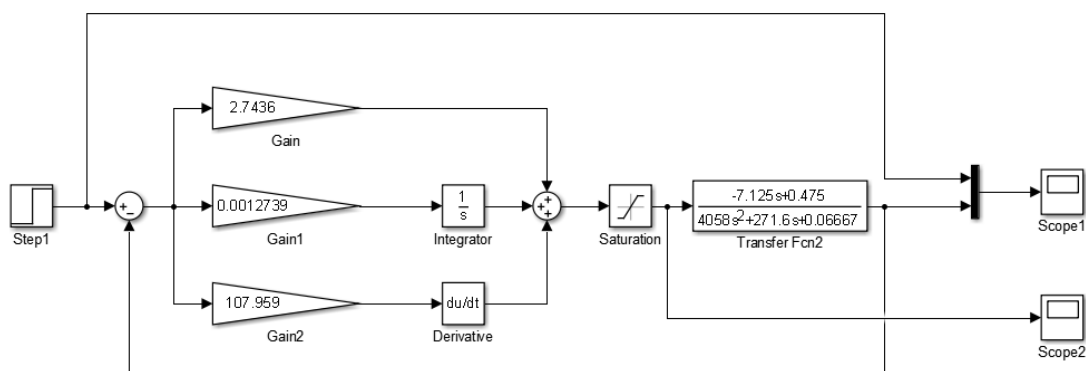 2.7436
Gain
Step1
+
−
0.0012739
Gain1
1
s
Integrator
+
+
+
Saturation
-7.125s+0.475
4058s²+271.6s+0.06667
Transfer Fcn2
Scope1
107.959
Gain2
du/dt
Derivative
Scope2